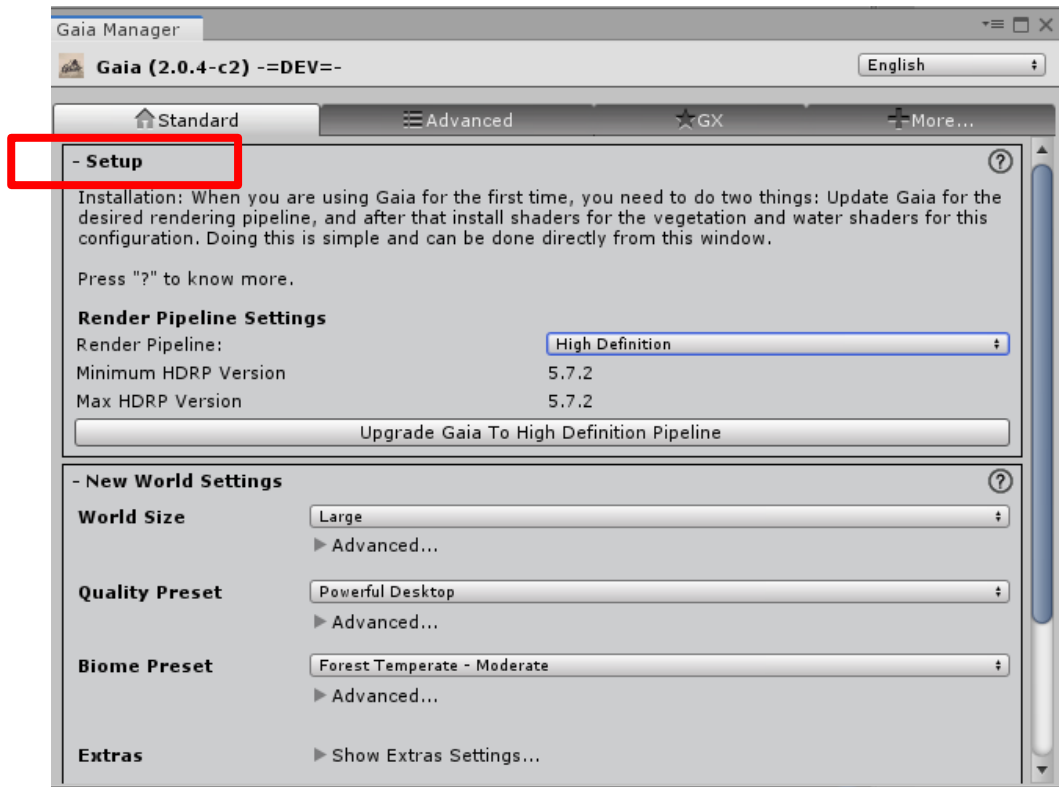 Gaia Manager
Gaia (2.0.4-c2) -=DEV=-
English
Standard
Advanced
GX
More...
- Setup
?
Installation: When you are using Gaia for the first time, you need to do two things: Update Gaia for the
desired rendering pipeline, and after that install shaders for the vegetation and water shaders for this
configuration. Doing this is simple and can be done directly from this window.
Press "?" to know more.
Render Pipeline Settings
Render Pipeline: High Definition
Minimum HDRP Version 5.7.2
Max HDRP Version 5.7.2
Upgrade Gaia To High Definition Pipeline
- New World Settings
?
World Size Large
Advanced...
Quality Preset Powerful Desktop
Advanced...
Biome Preset Forest Temperate - Moderate
Advanced...
Extras Show Extras Settings...